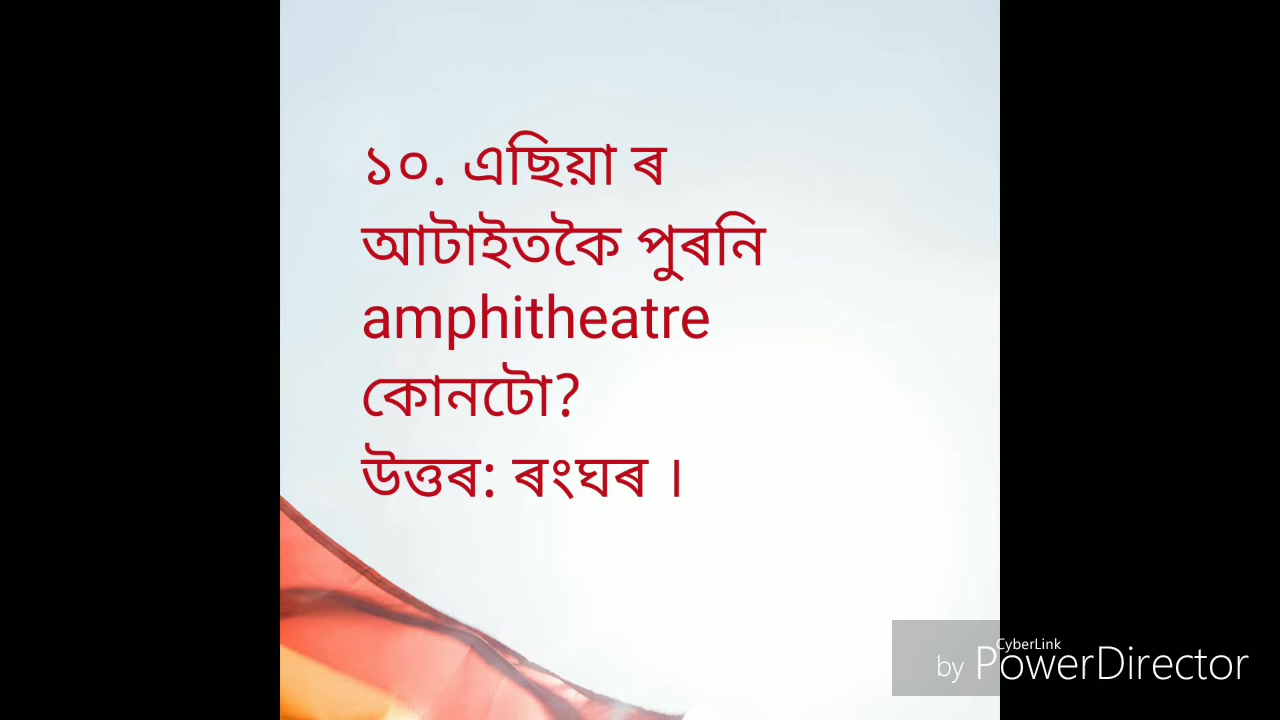 ১০. এছিয়া ৰ
আটাইতকৈ পুৰনি
amphitheatre
কোনটো?
উত্তৰ: ৰংঘৰ ।
CyberLink
by PowerDirector